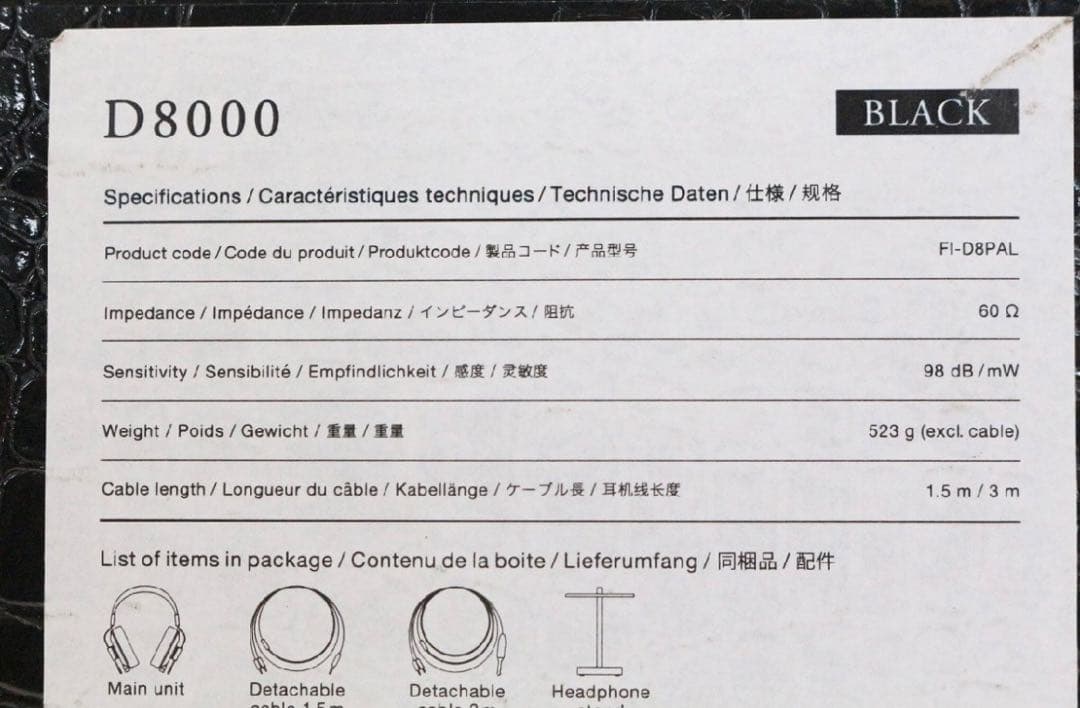 D8000
BLACK
Specifications / Caractéristiques techniques / Technische Daten / 仕様 / 规格
Product code / Code du produit / Produktcode / 製品コード / 产品型号 FI-D8PAL
Impedance / Impédance / Impedanz / インピーダンス / 阻抗 60 Ω
Sensitivity / Sensibilité / Empfindlichkeit / 感度 / 灵敏度 98 dB / mW
Weight / Poids / Gewicht / 重量 / 重量 523 g (excl. cable)
Cable length / Longueur du câble / Kabellänge / ケーブル長 / 耳机线长度 1.5 m / 3 m
List of items in package / Contenu de la boite / Lieferumfang / 同梱品 / 配件
Main unit
Detachable
cable 1.5m
Detachable
cable 3m
Headphone